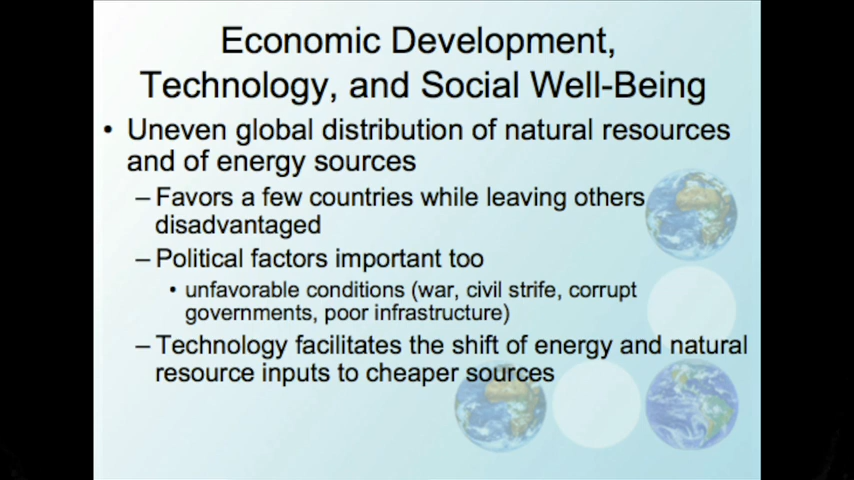 Economic Development,
Technology, and Social Well-Being
• Uneven global distribution of natural resources
and of energy sources
– Favors a few countries while leaving others
disadvantaged
– Political factors important too
• unfavorable conditions (war, civil strife, corrupt
governments, poor infrastructure)
– Technology facilitates the shift of energy and natural
resource inputs to cheaper sources